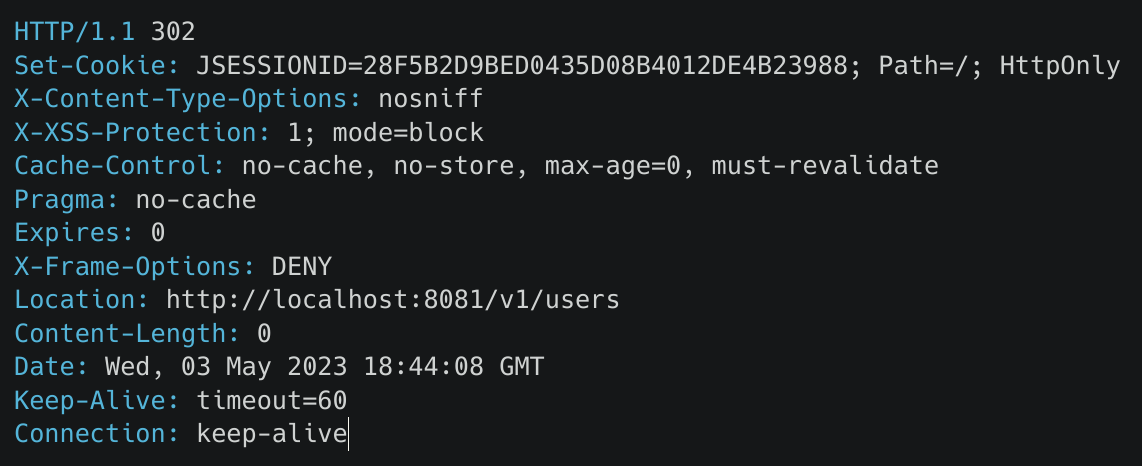 HTTP/1.1 302
Set-Cookie: JSESSIONID=28F5B2D9BED0435D08B4012DE4B23988; Path=/; HttpOnly
X-Content-Type-Options: nosniff
X-XSS-Protection: 1; mode=block
Cache-Control: no-cache, no-store, max-age=0, must-revalidate
Pragma: no-cache
Expires: 0
X-Frame-Options: DENY
Location: http://localhost:8081/v1/users
Content-Length: 0
Date: Wed, 03 May 2023 18:44:08 GMT
Keep-Alive: timeout=60
Connection: keep-alive